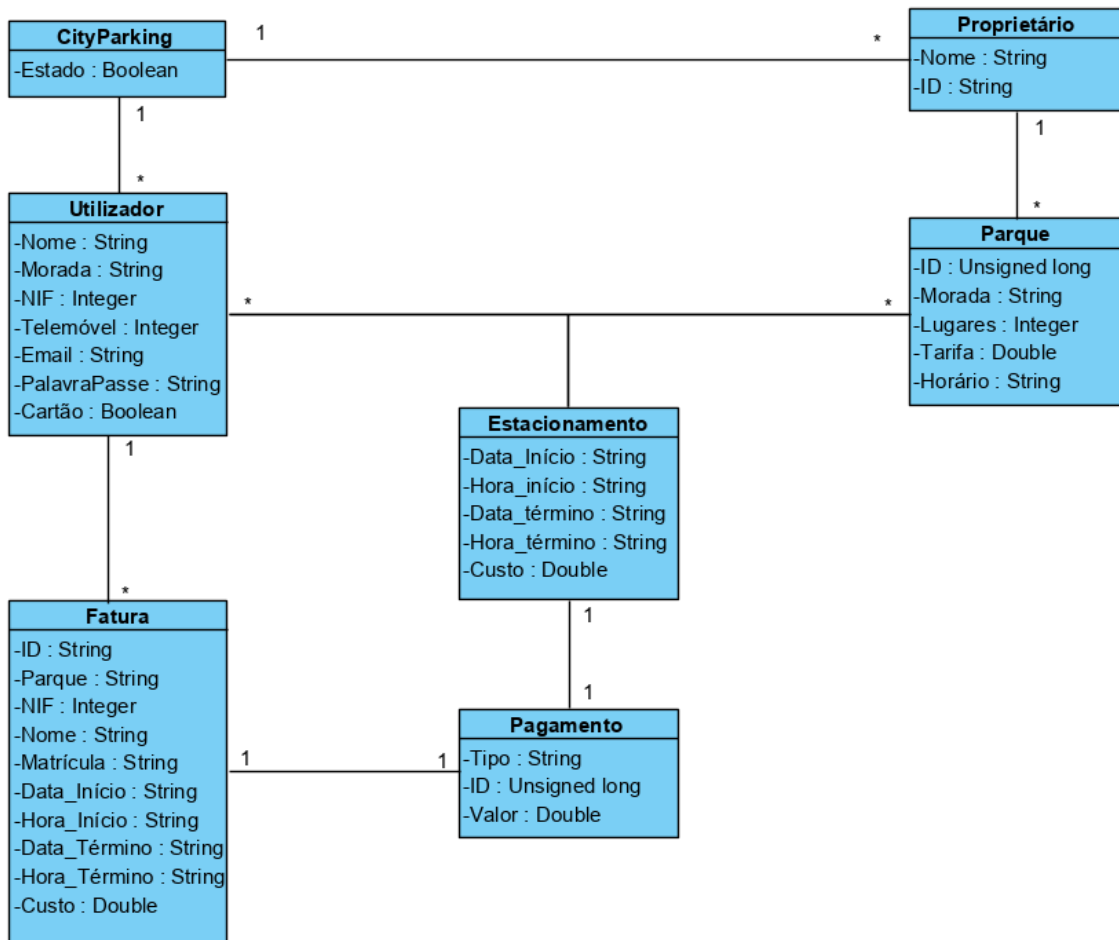 CityParking
-Estado : Boolean
1
*
Proprietário
-Nome : String
-ID : String
1
*
Utilizador
-Nome : String
-Morada : String
-NIF : Integer
-Telemóvel : Integer
-Email : String
-PalavraPasse : String
-Cartão : Boolean
1
*
Parque
-ID : Unsigned long
-Morada : String
-Lugares : Integer
-Tarifa : Double
-Horário : String
*
*
Estacionamento
-Data_Início : String
-Hora_início : String
-Data_término : String
-Hora_término : String
-Custo : Double
1
*
1
1
Fatura
-ID : String
-Parque : String
-NIF : Integer
-Nome : String
-Matrícula : String
-Data_Início : String
-Hora_Início : String
-Data_Término : String
-Hora_Término : String
-Custo : Double
1
1
Pagamento
-Tipo : String
-ID : Unsigned long
-Valor : Double